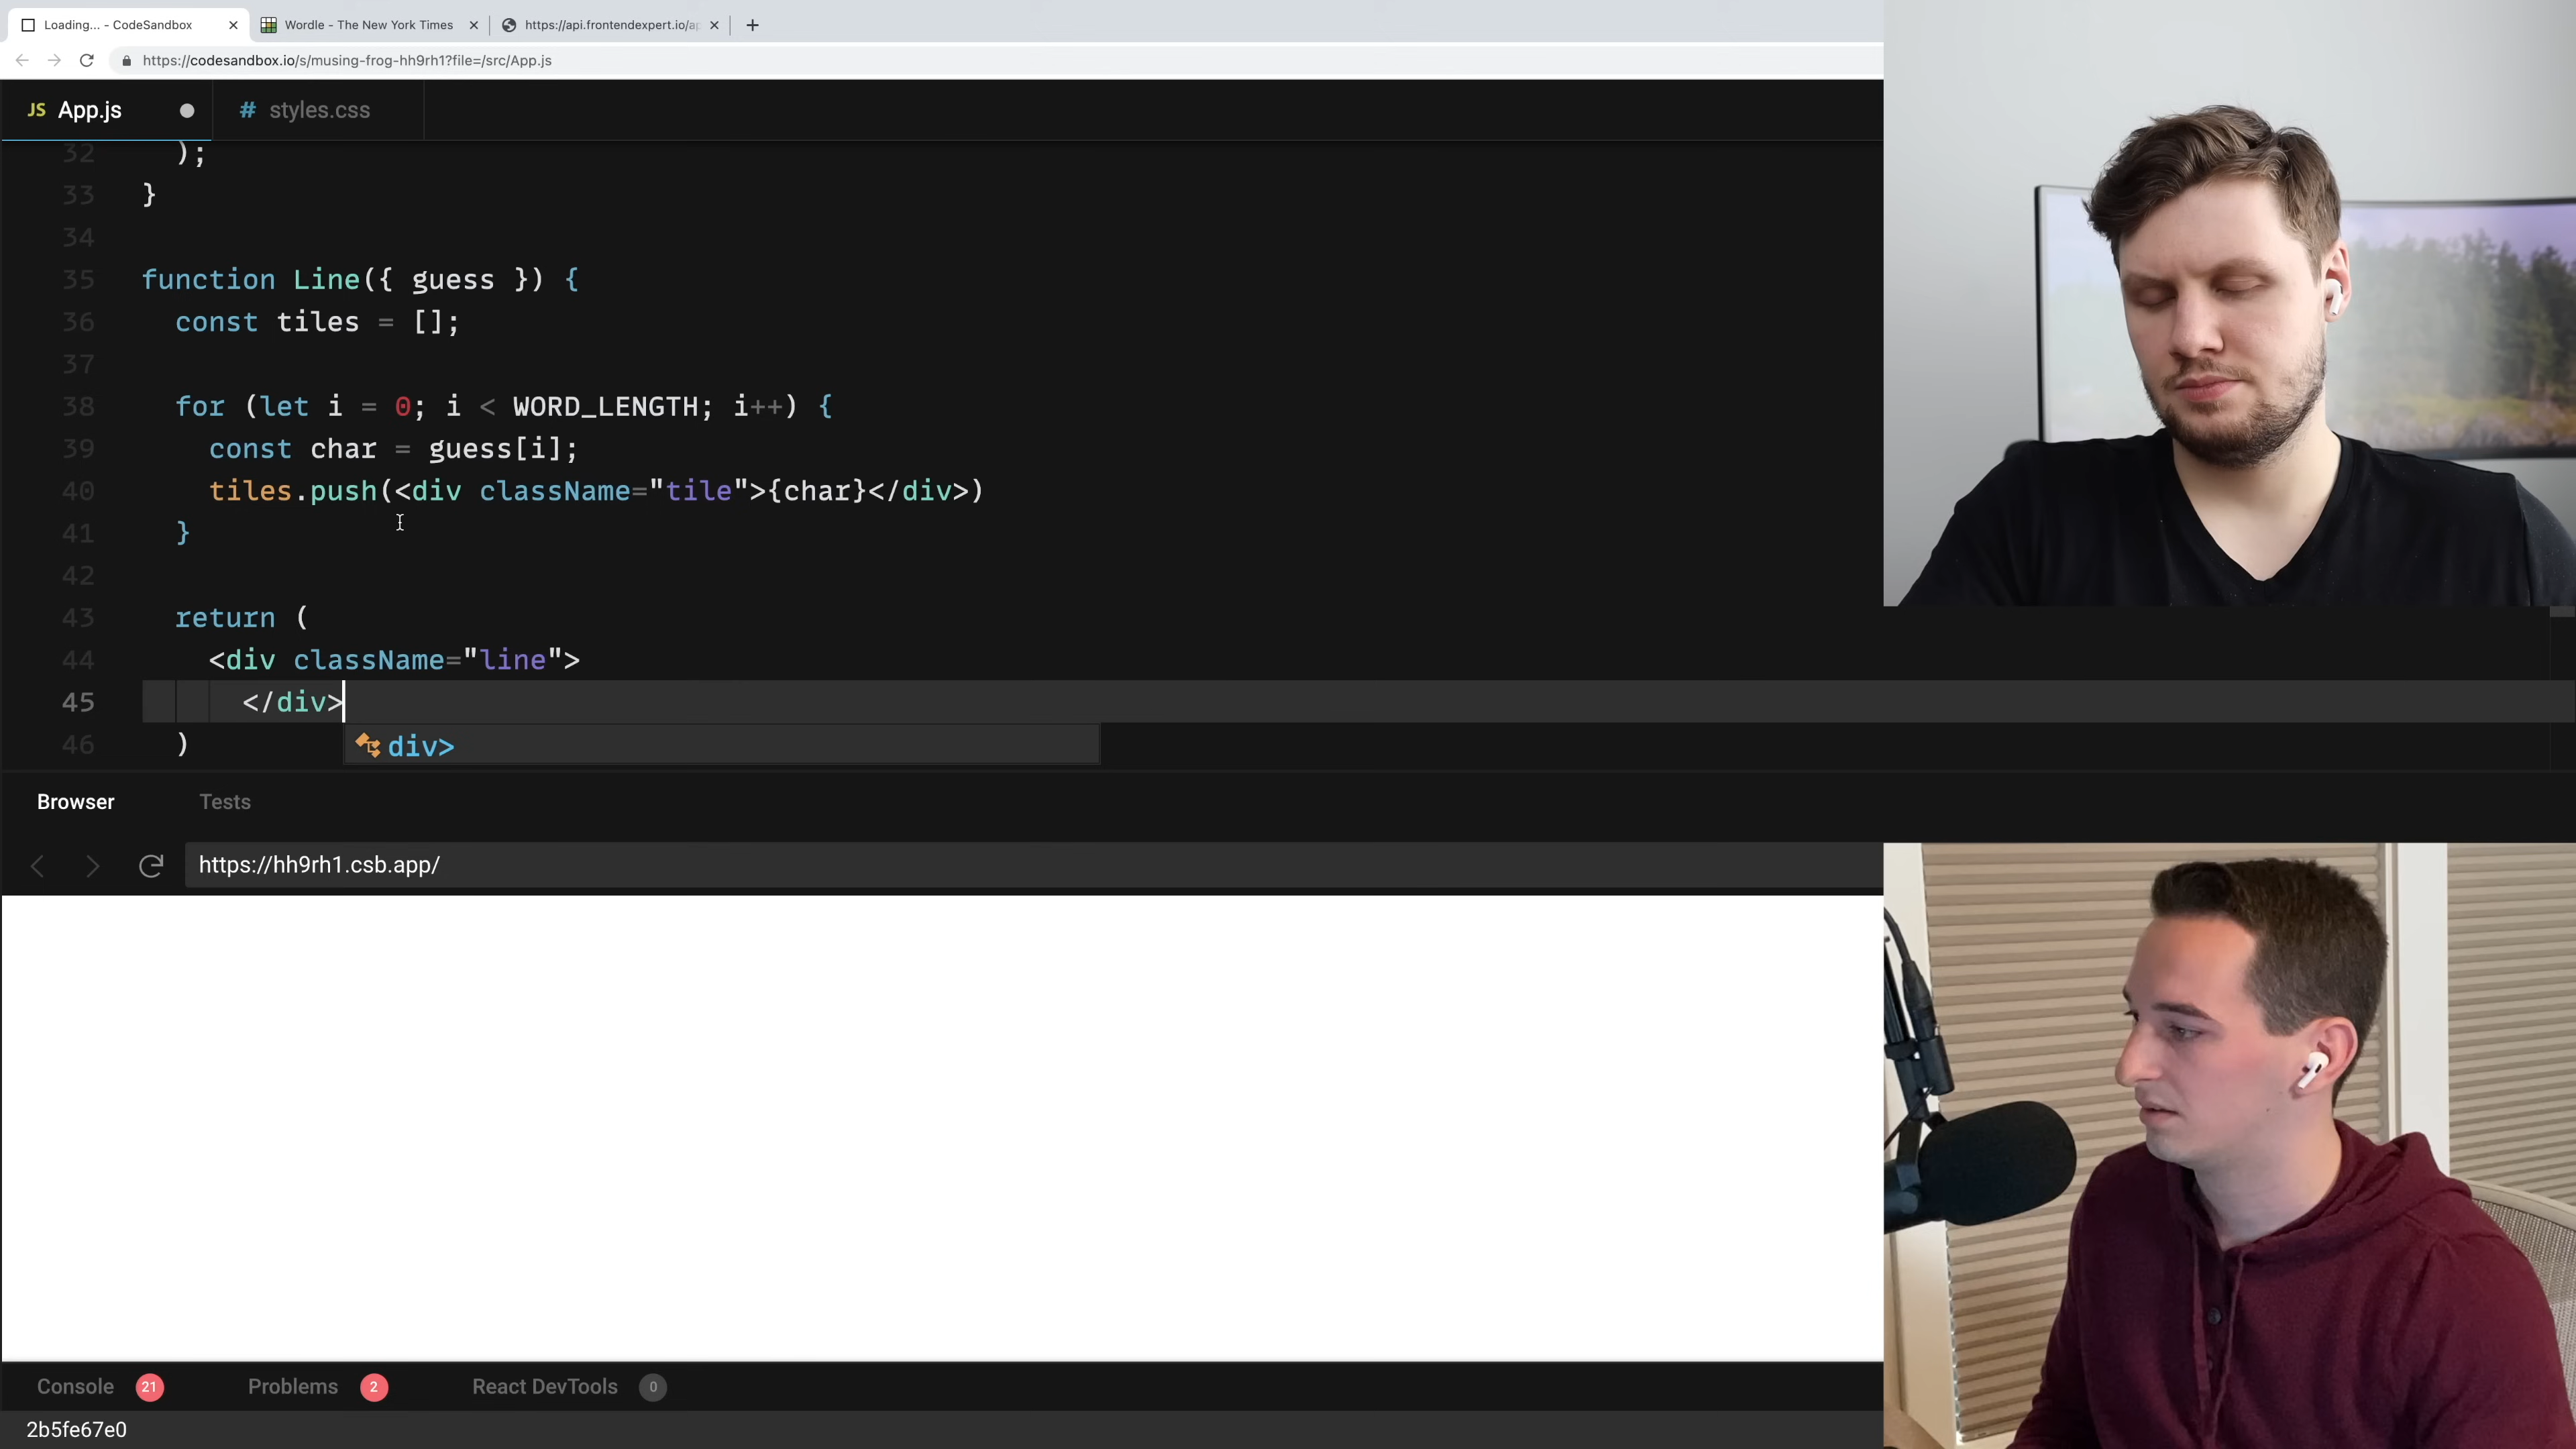 Loading... - CodeSandbox
Wordle - The New York Times
https://api.frontendexpert.io/ap
https://codesandbox.io/s/musing-frog-hh9rh1?file=/src/App.js
JS App.js
# styles.css
32 );
33 }
34
35 function Line({ guess }) {
36 const tiles = [];
37
38 for (let i = 0; i < WORD_LENGTH; i++) {
39 const char = guess[i];
40 tiles.push(<div className="tile">{char}</div>)
41 }
42
43 return (
44 <div className="line">
45 </div>
46 )
div>
Browser Tests
https://hh9rh1.csb.app/
Console 21 Problems 2 React DevTools 0
2b5fe67e0